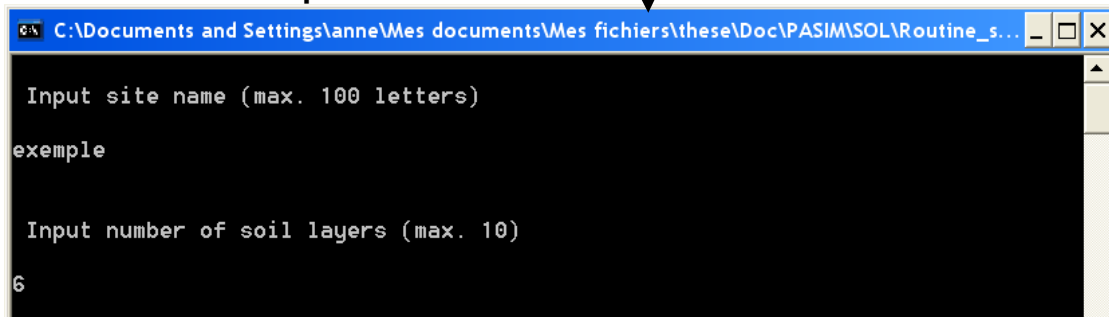 C:\Documents and Settings\anne\Mes documents\Mes fichiers\these\Doc\PASIM\SOL\Routine_s...
Input site name (max. 100 letters)
exemple
Input number of soil layers (max. 10)
6